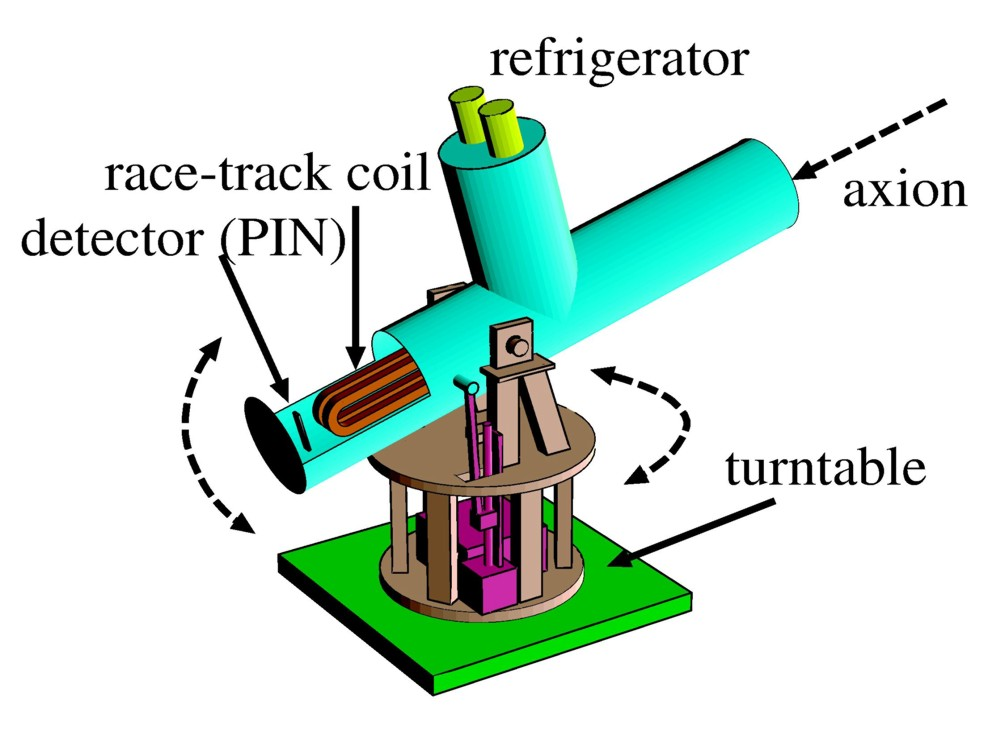 refrigerator
race-track coil
axion
detector (PIN)
turntable